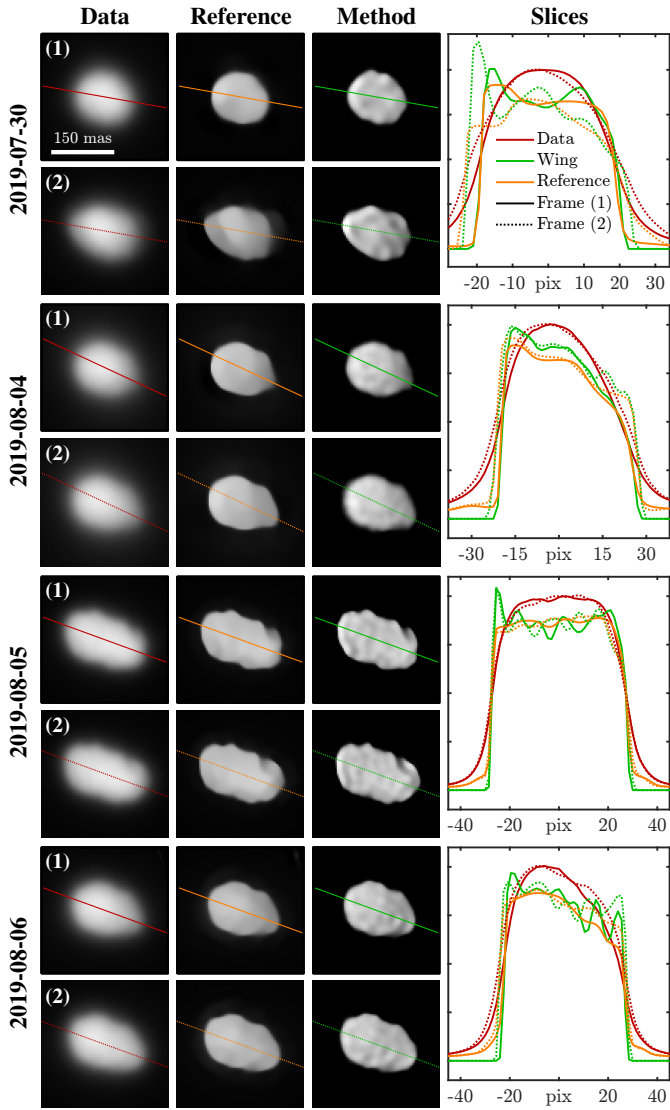 Data Reference Method Slices
2019-07-30
(1)
150 mas
(2)
Data
Wing
Reference
Frame (1)
Frame (2)
-20 -10 pix 10 20 30
2019-08-04
(1)
(2)
-30 -15 pix 15 30
2019-08-05
(1)
(2)
-40 -20 pix 20 40
2019-08-06
(1)
(2)
-40 -20 pix 20 40